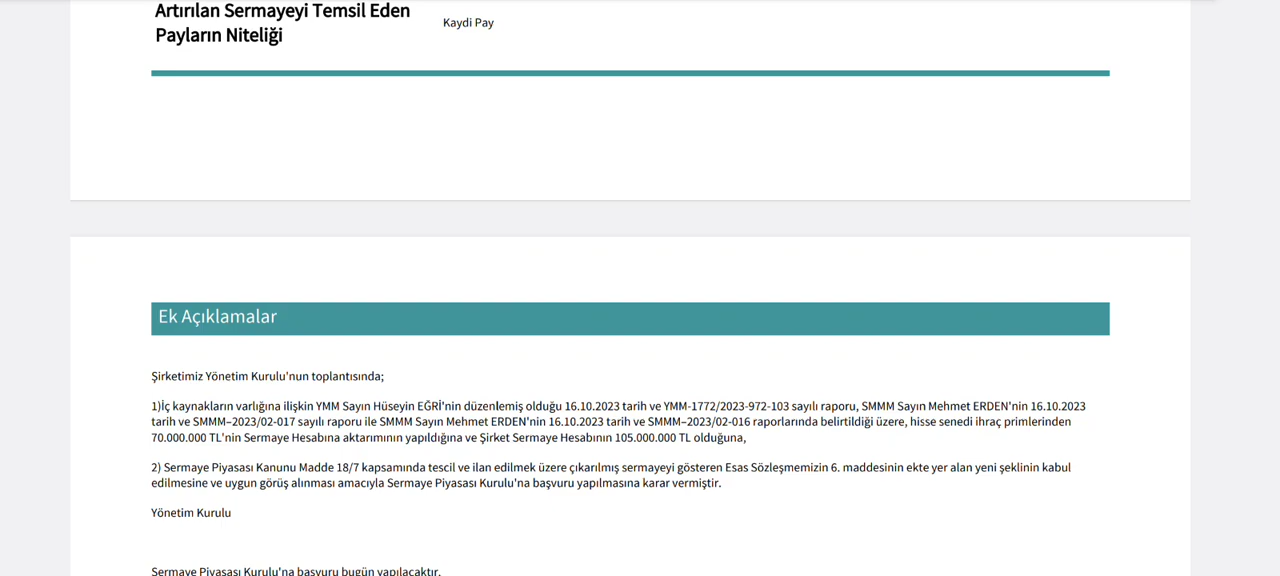 Artırılan Sermayeyi Temsil Eden
Payların Niteliği
Kaydi Pay
Ek Açıklamalar
Şirketimiz Yönetim Kurulu'nun toplantısında;
1)İç kaynakların varlığına ilişkin YMM Sayın Hüseyin EĞRİ'nin düzenlemiş olduğu 16.10.2023 tarih ve YMM-1772/2023-972-103 sayılı raporu, SMMM Sayın Mehmet ERDEN'nin 16.10.2023
tarih ve SMMM–2023/02-017 sayılı raporu ile SMMM Sayın Mehmet ERDEN'nin 16.10.2023 tarih ve SMMM–2023/02-016 raporlarında belirtildiği üzere, hisse senedi ihraç primlerinden
70.000.000 TL'nin Sermaye Hesabına aktarımının yapıldığına ve Şirket Sermaye Hesabının 105.000.000 TL olduğuna,
2) Sermaye Piyasası Kanunu Madde 18/7 kapsamında tescil ve ilan edilmek üzere çıkarılmış sermayeyi gösteren Esas Sözleşmemizin 6. maddesinin ekte yer alan yeni şeklinin kabul
edilmesine ve uygun görüş alınması amacıyla Sermaye Piyasası Kurulu'na başvuru yapılmasına karar vermiştir.
Yönetim Kurulu
Sermaye Piyasası Kurulu'na başvuru bugün yapılacaktır.